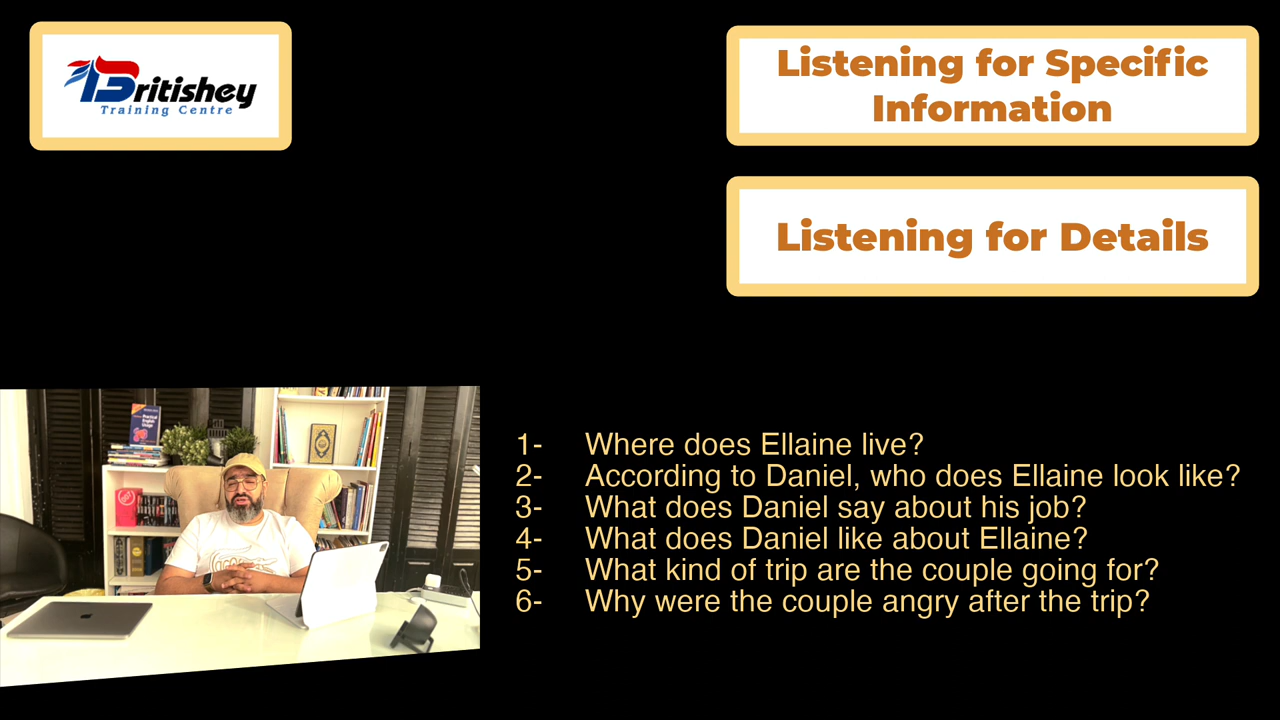 Britishey
Training Centre
Listening for Specific
Information
Listening for Details
1- Where does Ellaine live?
2- According to Daniel, who does Ellaine look like?
3- What does Daniel say about his job?
4- What does Daniel like about Ellaine?
5- What kind of trip are the couple going for?
6- Why were the couple angry after the trip?
Practical
English
Usage